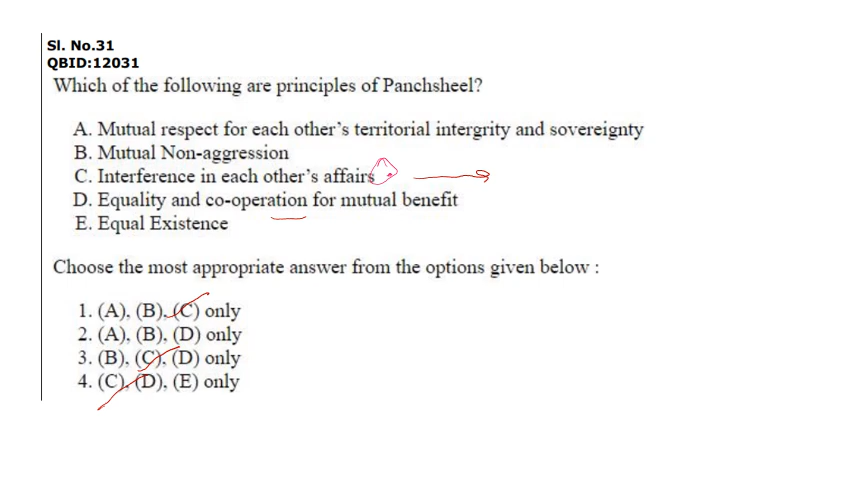 Sl. No.31
QBID:12031
Which of the following are principles of Panchsheel?
A. Mutual respect for each other's territorial intergrity and sovereignty
B. Mutual Non-aggression
C. Interference in each other's affairs
D. Equality and co-operation for mutual benefit
E. Equal Existence
Choose the most appropriate answer from the options given below :
1. (A), (B), (C) only
2. (A), (B), (D) only
3. (B), (C), (D) only
4. (C), (D), (E) only